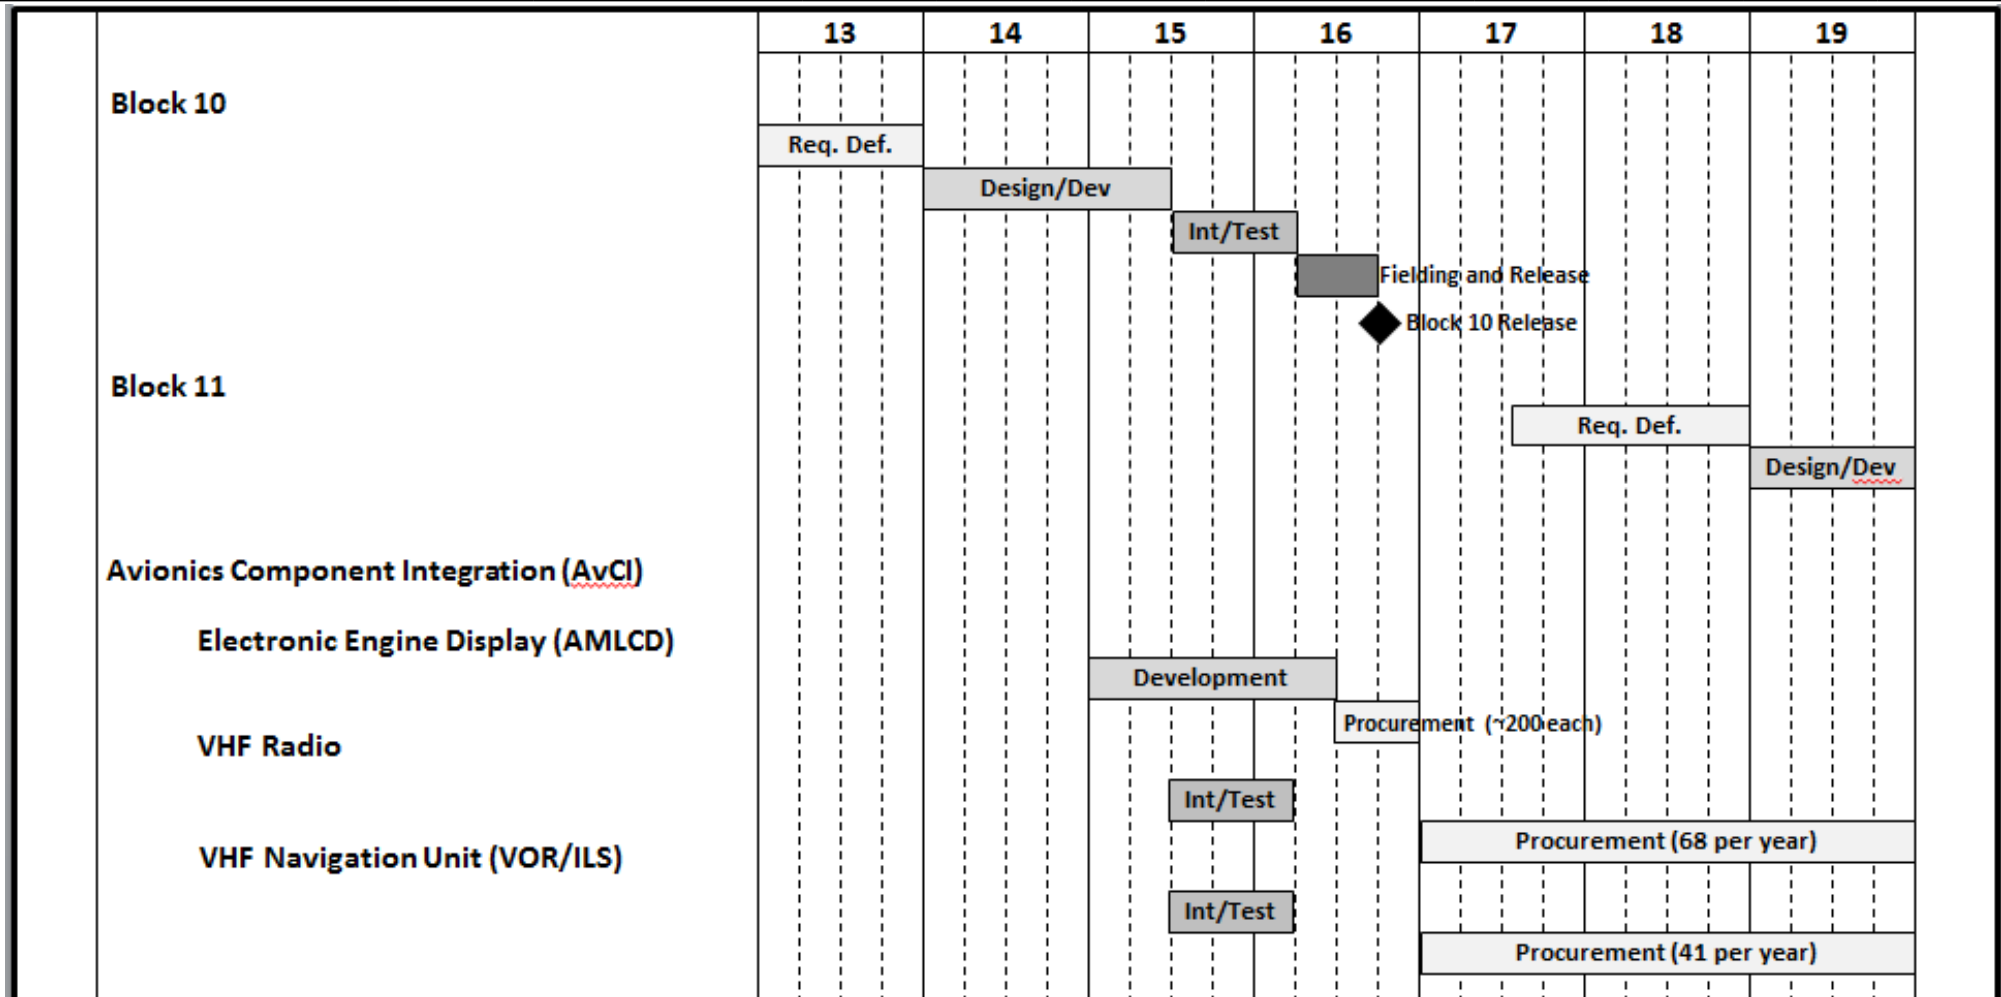 13 14 15 16 17 18 19
Block 10
Req. Def.
Design/Dev
Int/Test
Fielding and Release
Block 10 Release
Block 11
Req. Def.
Design/Dev
Avionics Component Integration (AvCI)
Electronic Engine Display (AMLCD)
Development
Procurement (~200 each)
VHF Radio
Int/Test
Procurement (68 per year)
VHF Navigation Unit (VOR/ILS)
Int/Test
Procurement (41 per year)